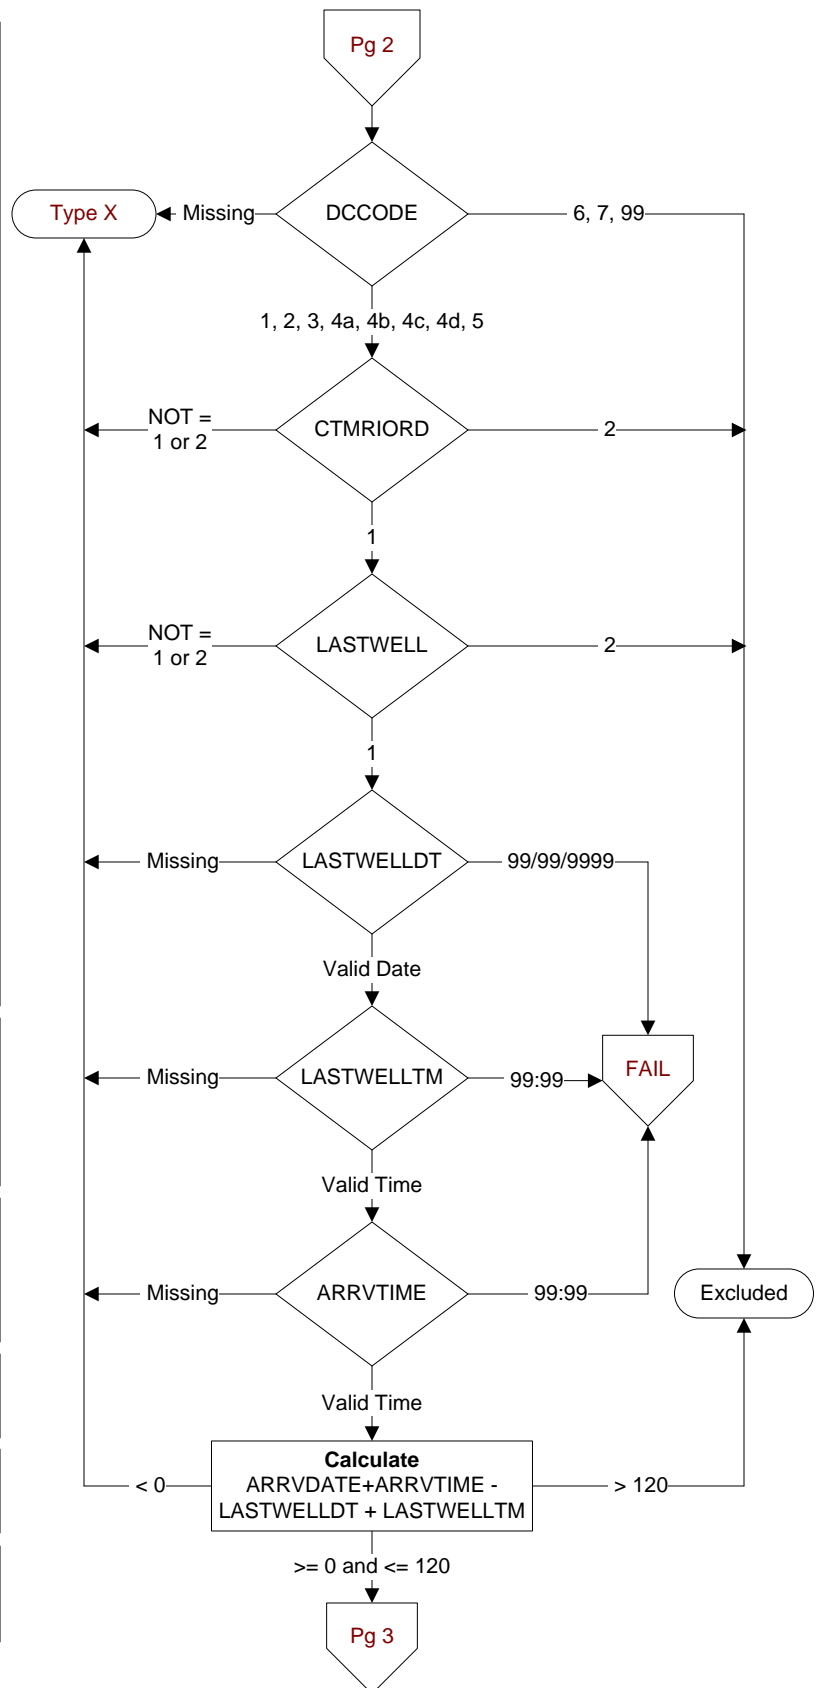 Pg 2
Type X
Missing
DCCODE
6, 7, 99
1, 2, 3, 4a, 4b, 4c, 4d, 5
NOT =
1 or 2
CTMRIORD
2
1
NOT =
1 or 2
LASTWELL
2
1
Missing
LASTWELLDT
99/99/9999
Valid Date
Missing
LASTWELLTM
99:99
FAIL
Valid Time
Missing
ARRVTIME
99:99
Excluded
Valid Time
< 0
Calculate
ARRVDATE+ARRVTIME -
LASTWELLDT + LASTWELLTM
> 120
>= 0 and <= 120
Pg 3